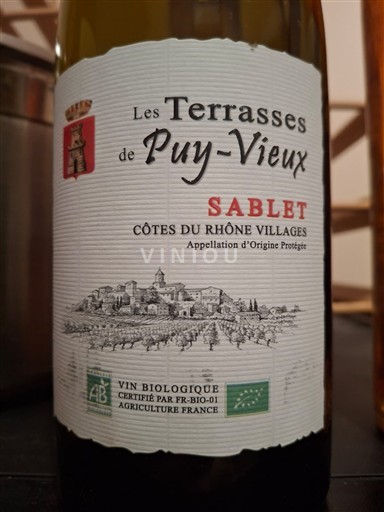 Les Terrasses
de Puy-Vieux
SABLET
CÔTES DU RHÔNE VILLAGES
Appellation d'Origine Protégée
VINIOU
AB
VIN BIOLOGIQUE
CERTIFIÉ PAR FR-BIO-01
AGRICULTURE FRANCE